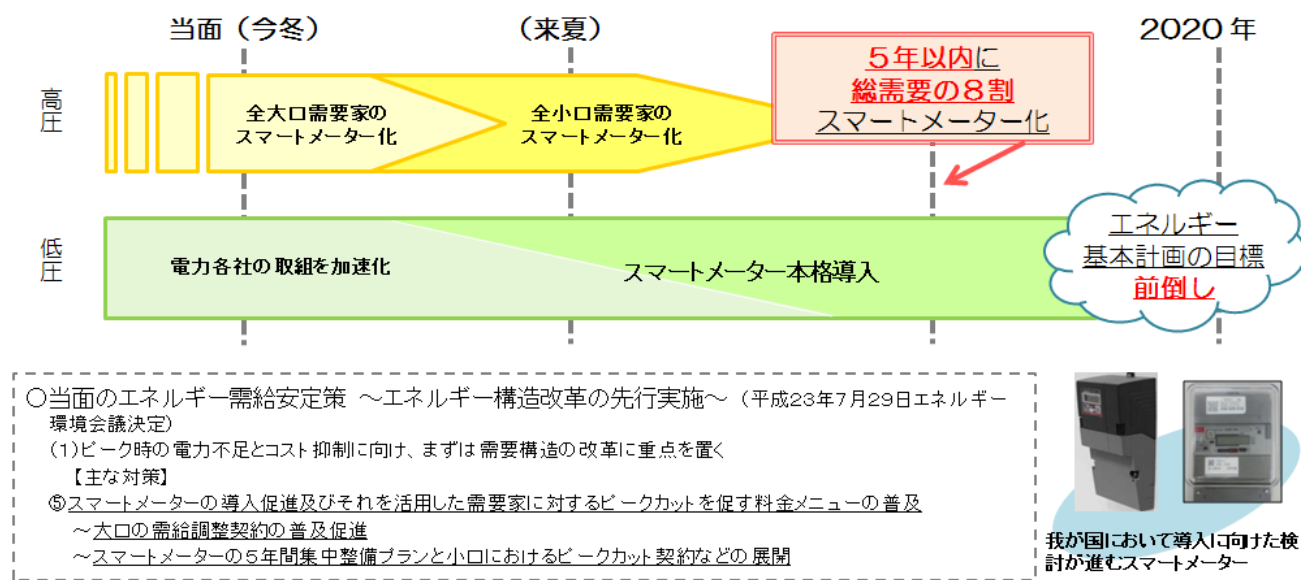 当面(今冬)
(来夏)
2020年
高圧
全大口需要家の
スマートメーター化
全小口需要家の
スマートメーター化
5年以内に
総需要の8割
スマートメーター化
低圧
電力各社の取組を加速化
スマートメーター本格導入
エネルギー
基本計画の目標
前倒し
○当面のエネルギー需給安定策 ~エネルギー構造改革の先行実施~ (平成23年7月29日エネルギー
環境会議決定)
(1)ピーク時の電力不足とコスト抑制に向け、まずは需要構造の改革に重点を置く
【主な対策】
⑤スマートメーターの導入促進及びそれを活用した需要家に対するピークカットを促す料金メニューの普及
~大口の需給調整契約の普及促進
~スマートメーターの5年間集中整備プランと小口におけるピークカット契約などの展開
我が国において導入に向けた検
討が進むスマートメーター